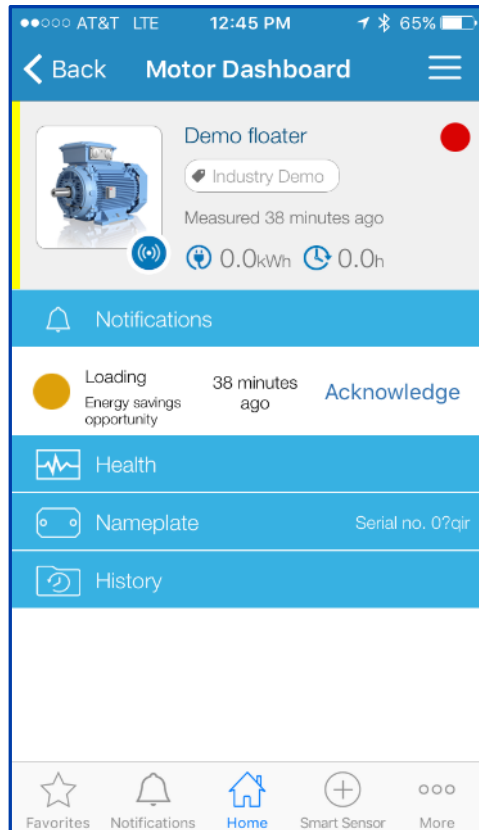 AT&T LTE 12:45 PM 65%
Back Motor Dashboard
Demo floater
Industry Demo
Measured 38 minutes ago
0.0kWh 0.0h
Notifications
Loading
Energy savings
opportunity
38 minutes
ago
Acknowledge
Health
Nameplate Serial no. 0?qir
History
Favorites Notifications Home Smart Sensor More